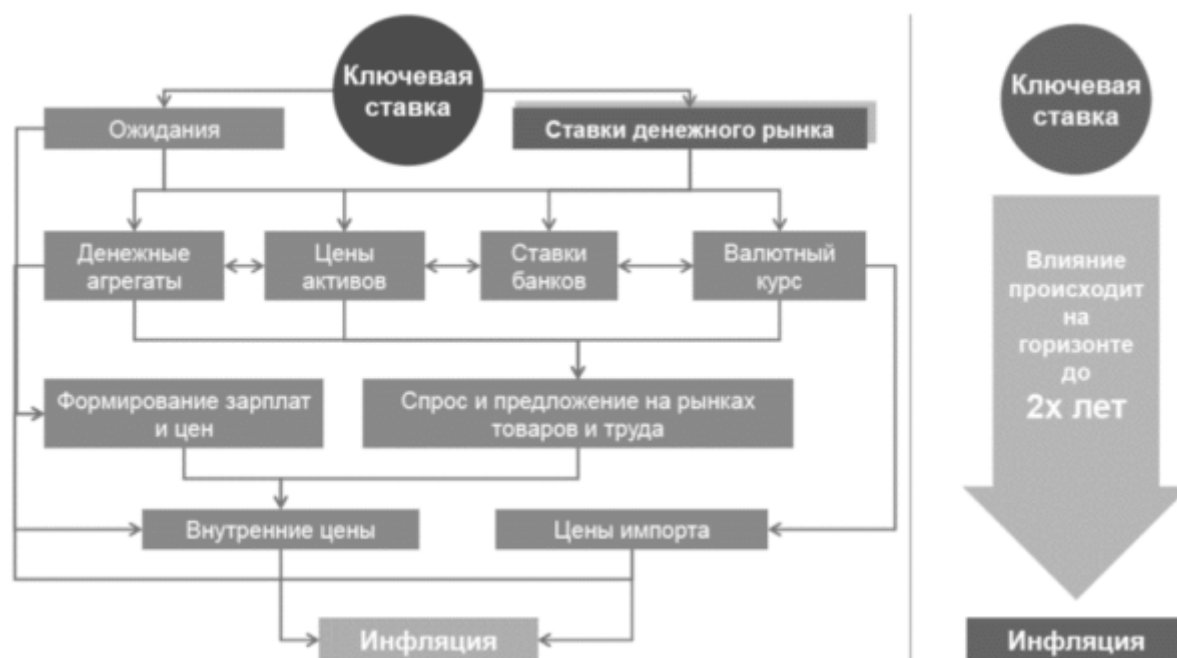 Ключевая
ставка
Ожидания
Ставки денежного рынка
Денежные
агрегаты
Цены
активов
Ставки
банков
Валютный
курс
Формирование зарплат
и цен
Спрос и предложение на рынках
товаров и труда
Внутренние цены
Цены импорта
Инфляция
Ключевая
ставка
Влияние
происходит
на
горизонте
до
2х лет
Инфляция